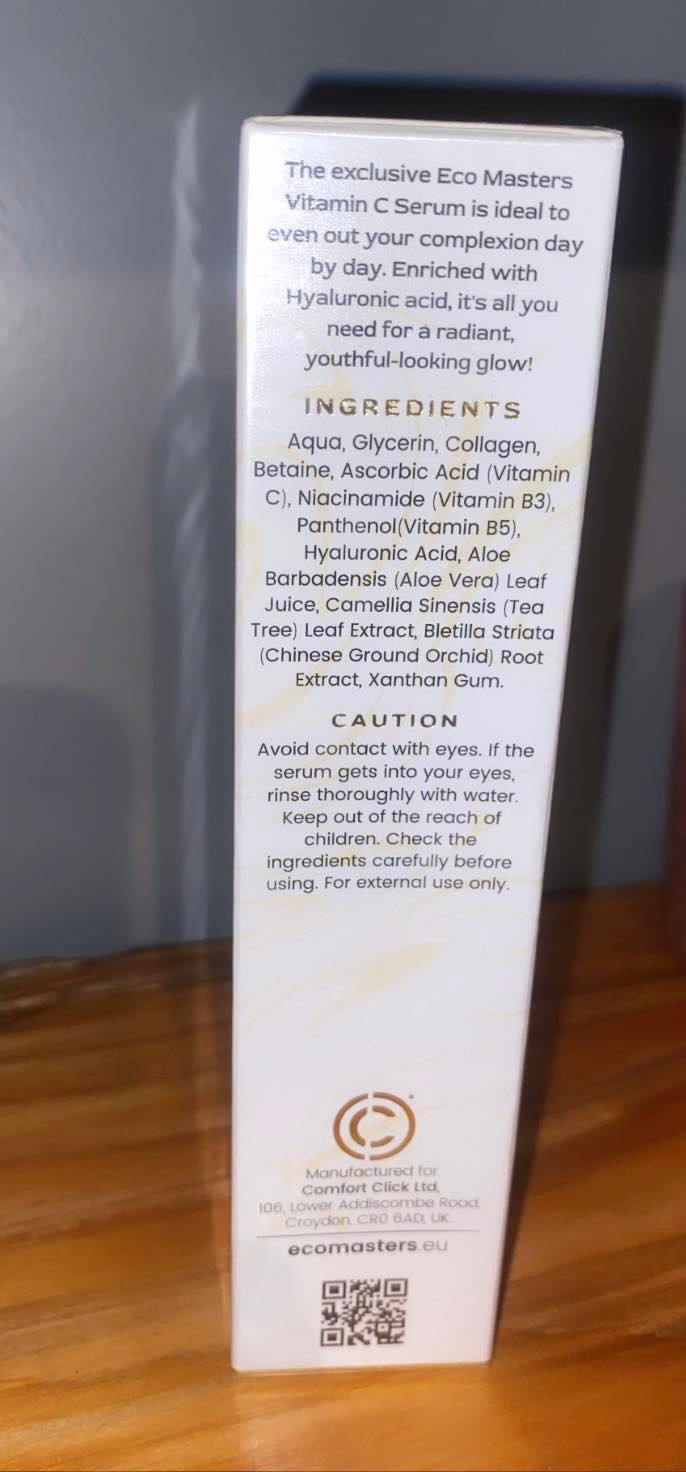 The exclusive Eco Masters
Vitamin C Serum is ideal to
even out your complexion day
by day. Enriched with
Hyaluronic acid, it's all you
need for a radiant,
youthful-looking glow!
INGREDIENTS
Aqua, Glycerin, Collagen,
Betaine, Ascorbic Acid (Vitamin
C), Niacinamide (Vitamin B3),
Panthenol(Vitamin B5),
Hyaluronic Acid, Aloe
Barbadensis (Aloe Vera) Leaf
Juice, Camellia Sinensis (Tea
Tree) Leaf Extract, Bletilla Striata
(Chinese Ground Orchid) Root
Extract, Xanthan Gum.
CAUTION
Avoid contact with eyes. If the
serum gets into your eyes,
rinse thoroughly with water.
Keep out of the reach of
children. Check the
ingredients carefully before
using. For external use only.
Manufactured for
Comfort Click Ltd,
106, Lower Addiscombe Road,
Croydon, CR0 6AD, UK.
ecomasters.eu